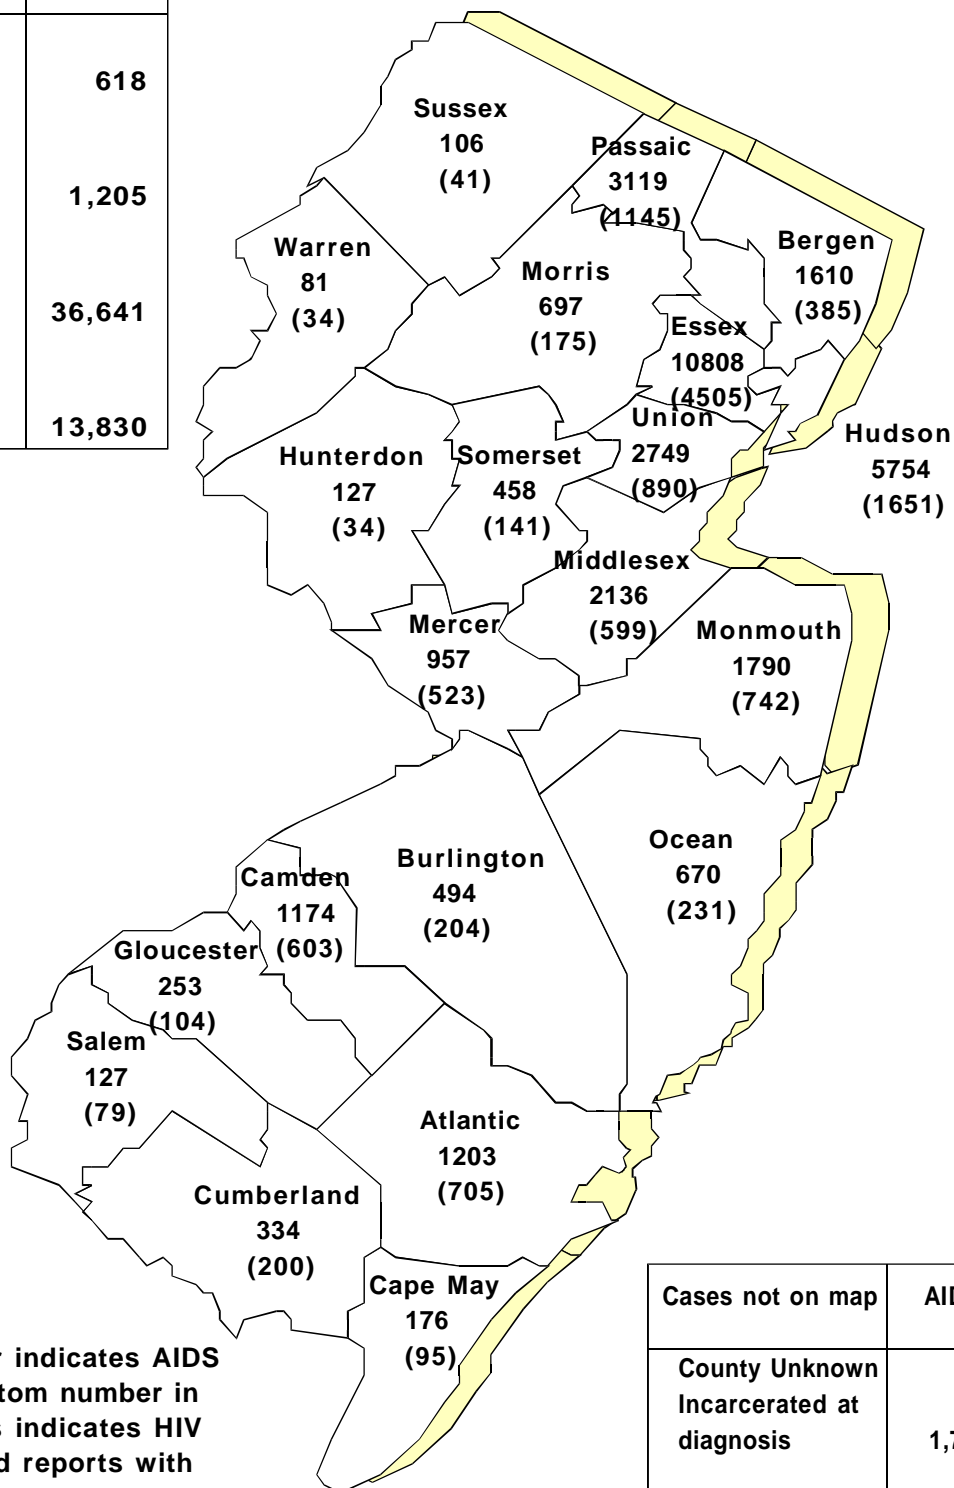 618
1,205
36,641
13,830
Sussex
106
(41)
Passaic
3119
(1145)
Warren
81
(34)
Morris
697
(175)
Bergen
1610
(385)
Essex
10808
(4505)
Hudson
5754
(1651)
Union
2749
(890)
Hunterdon
127
(34)
Somerset
458
(141)
Middlesex
2136
(599)
Mercer
957
(523)
Monmouth
1790
(742)
Ocean
670
(231)
Burlington
494
(204)
Camden
1174
(603)
Gloucester
253
(104)
Salem
127
(79)
Atlantic
1203
(705)
Cumberland
334
(200)
Cape May
176
(95)
indicates AIDS
number in
indicates HIV
reports with
Cases not on map
County Unknown
Incarcerated at
diagnosis